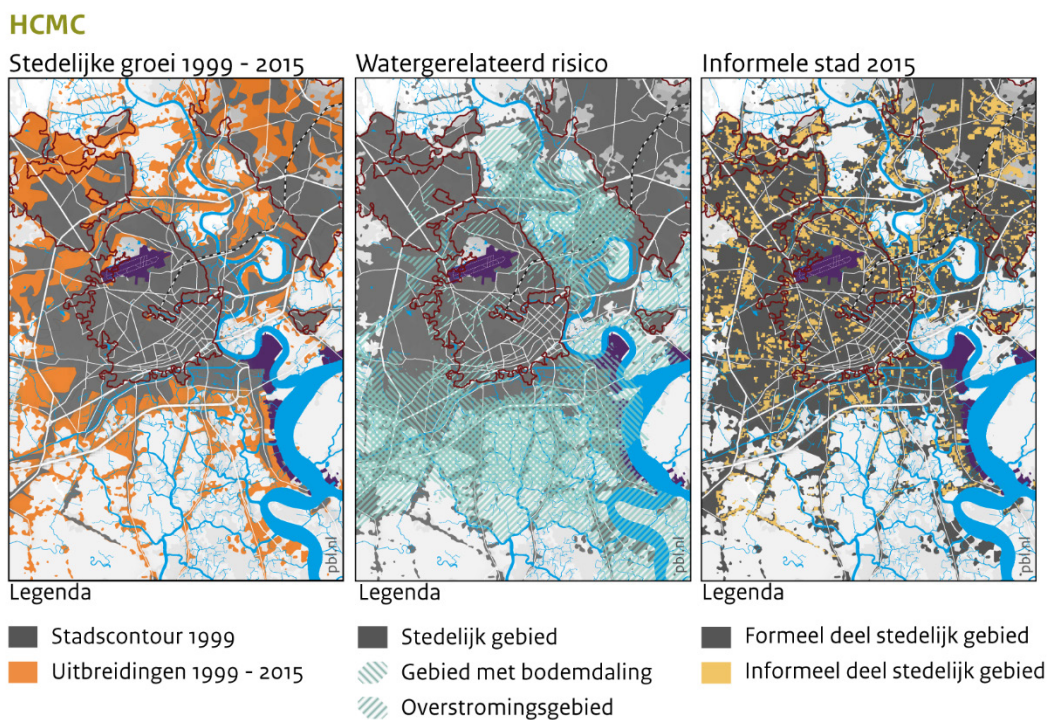 HCMC
Stedelijke groei 1999 - 2015
Watergerelateerd risico
Informele stad 2015
pbl.nl
pbl.nl
pbl.nl
Legenda
Stadscontour 1999
Uitbreidingen 1999 - 2015
Legenda
Stedelijk gebied
Gebied met bodemdaling
Overstromingsgebied
Legenda
Formeel deel stedelijk gebied
Informeel deel stedelijk gebied